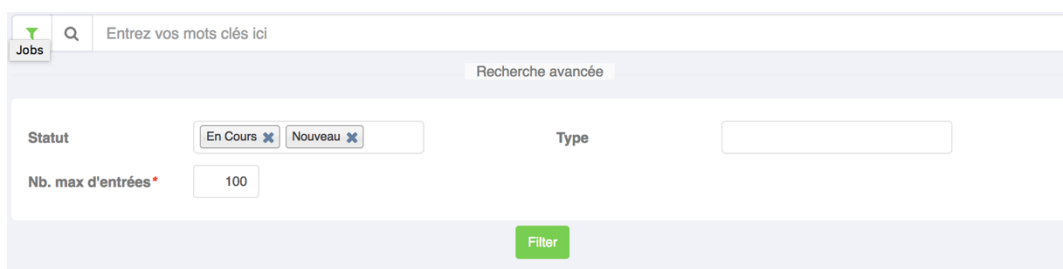 Entrez vos mots clés ici
Jobs
Recherche avancée
Statut En Cours Nouveau Type
Nb. max d'entrées* 100
Filter